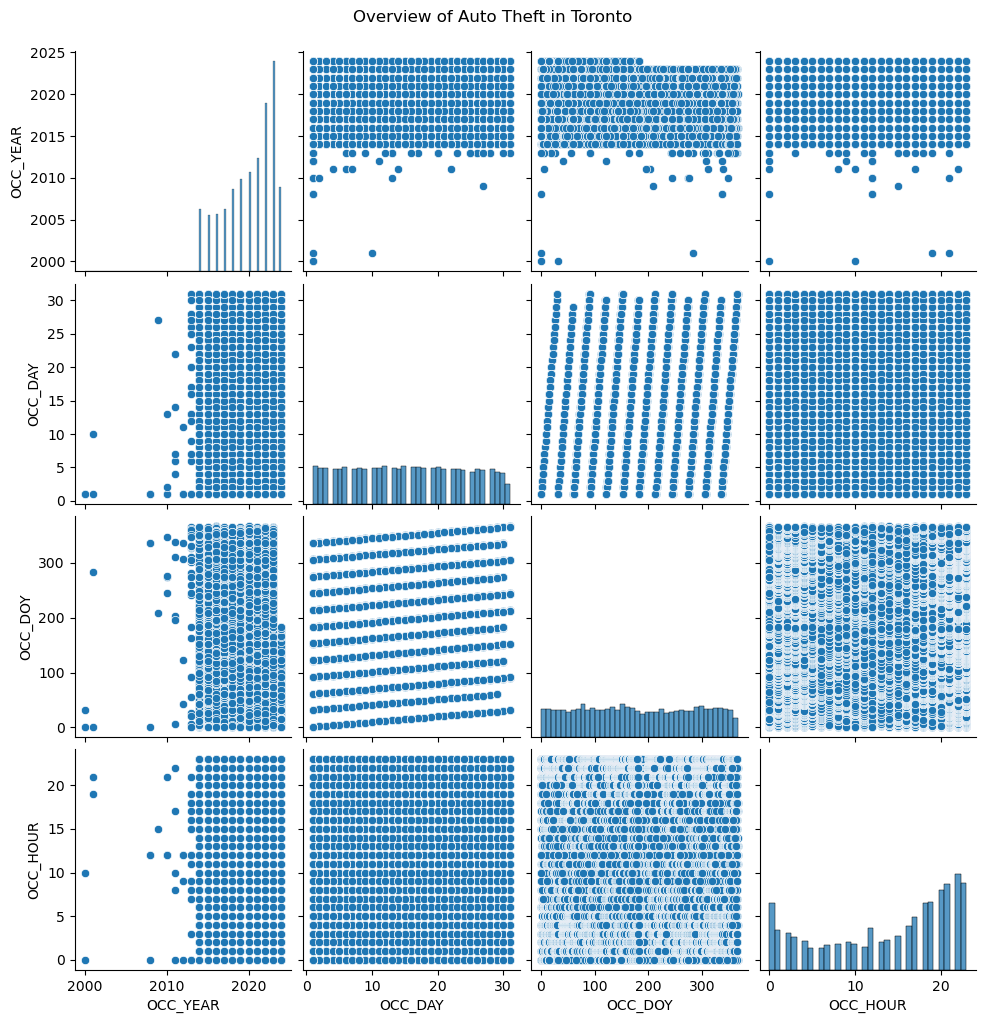 Overview of Auto Theft in Toronto
2025
2020
2015
2010
2005
2000
OCC_YEAR
30
25
20
15
10
5
0
OCC_DAY
300
200
100
0
OCC_DOY
20
15
10
5
0
OCC_HOUR
2000 2010 2020
0 10 20 30
0 100 200 300
0 10 20
OCC_YEAR OCC_DAY OCC_DOY OCC_HOUR